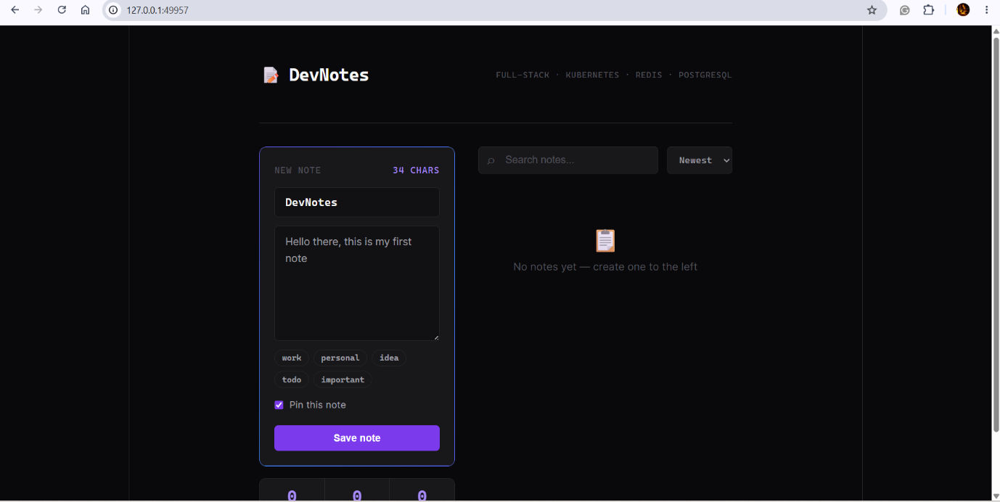 127.0.0.1:49957
DevNotes
FULL-STACK · KUBERNETES · REDIS · POSTGRESQL
NEW NOTE
34 CHARS
DevNotes
Hello there, this is my first
note
work
personal
idea
todo
important
Pin this note
Save note
0
0
0
Search notes...
Newest
No notes yet — create one to the left